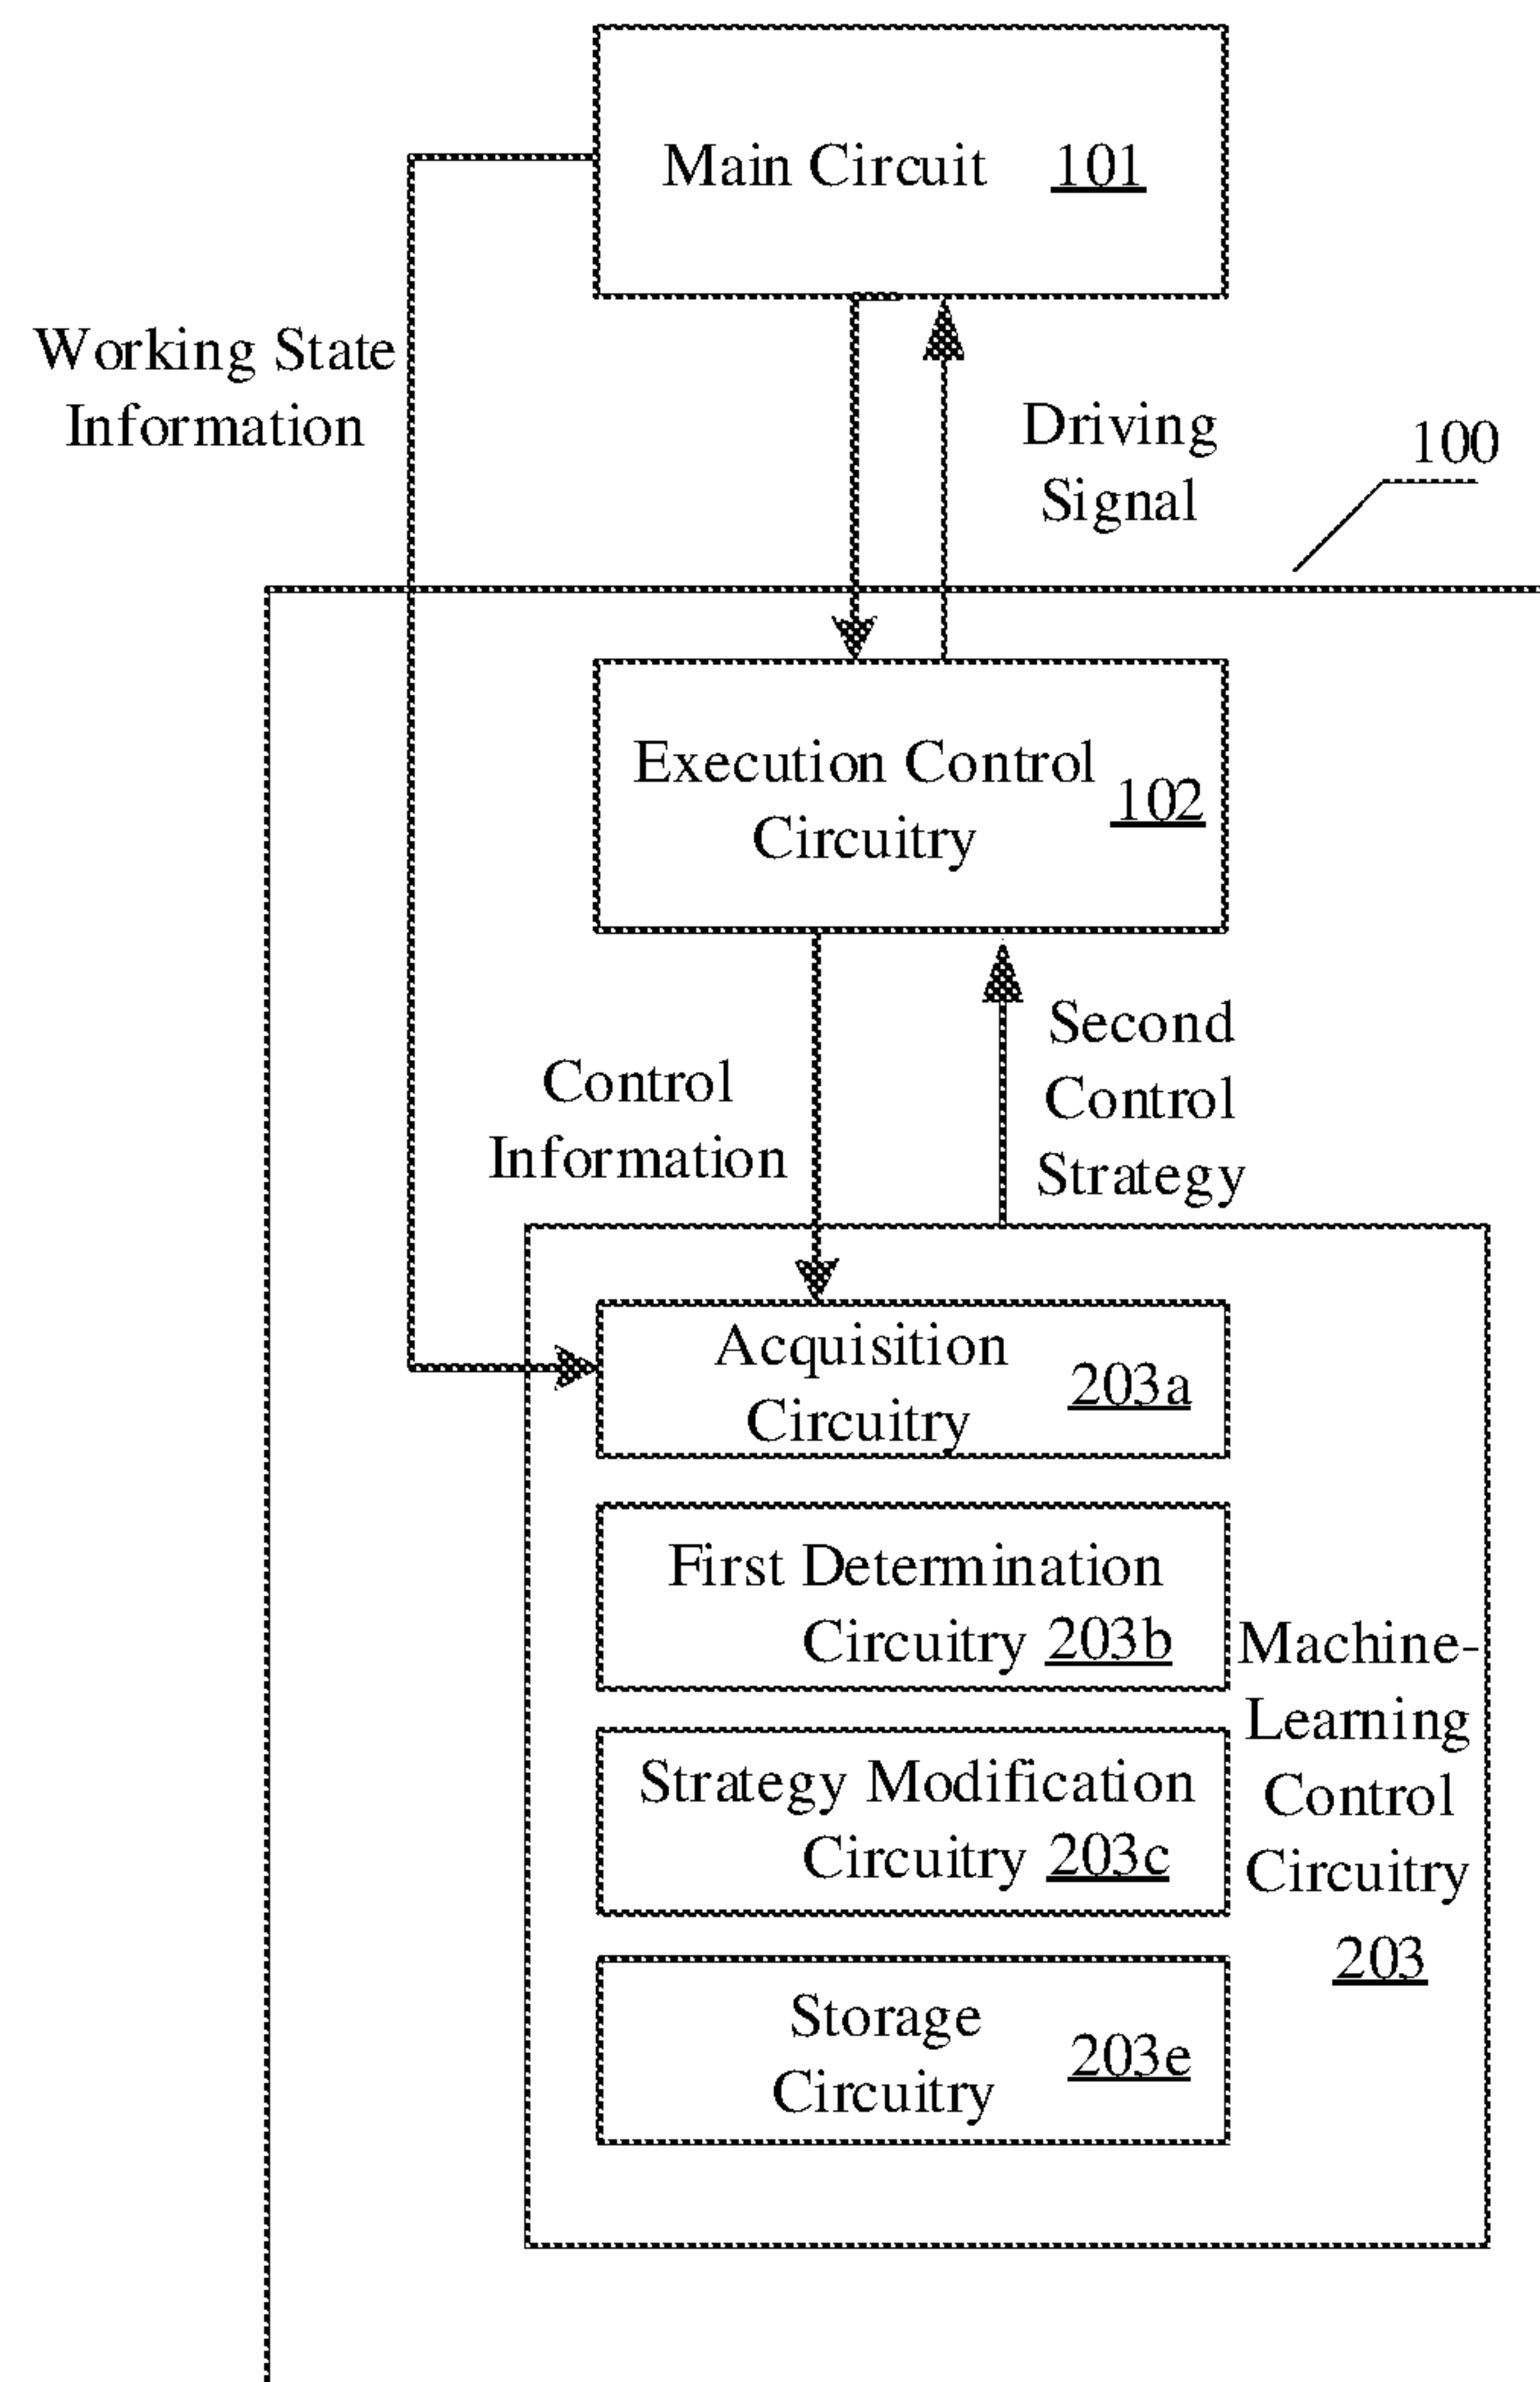 Main Circuit 101
Working State
Information
Driving
Signal
100
Execution Control
Circuitry
102
Control
Information
Second
Control
Strategy
Acquisition
Circuitry
203a
First Determination
Circuitry 203b
Strategy Modification
Circuitry 203c
Storage
Circuitry
203e
Machine-
Learning
Control
Circuitry
203